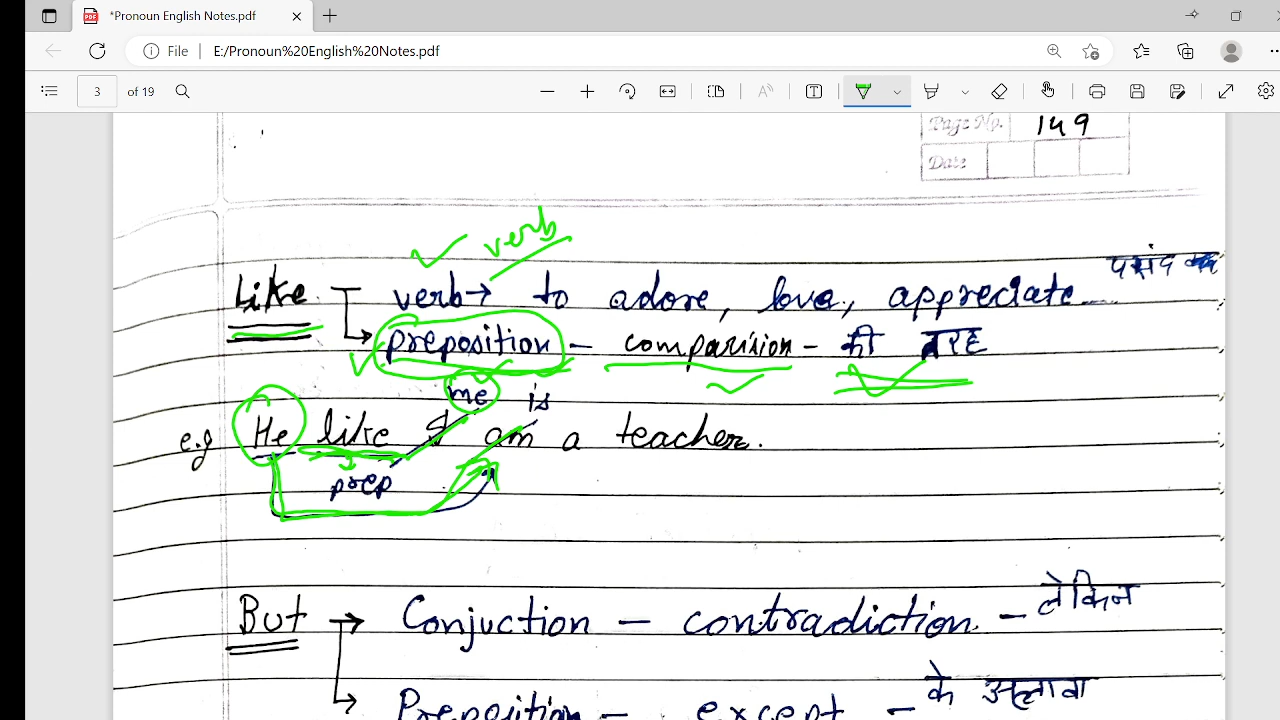 *Pronoun English Notes.pdf
File | E:/Pronoun%20English%20Notes.pdf
3 of 19
Page No. 149
Date
verb
Like verb→ to adore, love, appreciate पसंद
preposition - comparision - की तरह
me is
e.g He like I am a teacher.
prep
But → Conjuction - contradiction - लेकिन
Preposition - except - के अलावा